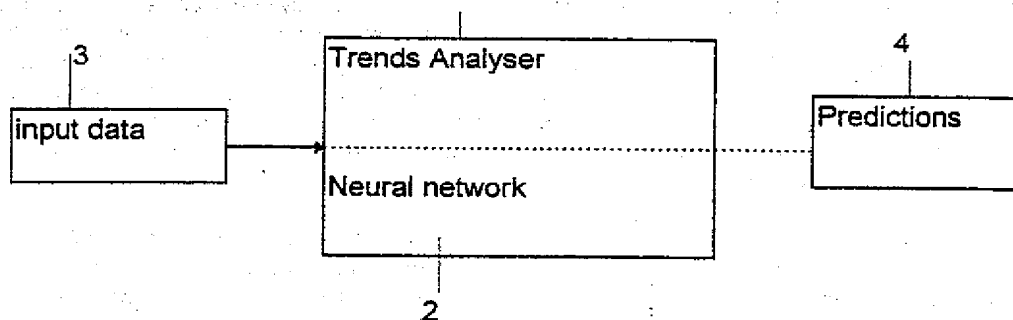 3
Trends Analyser
4
input data
Predictions
Neural network
2